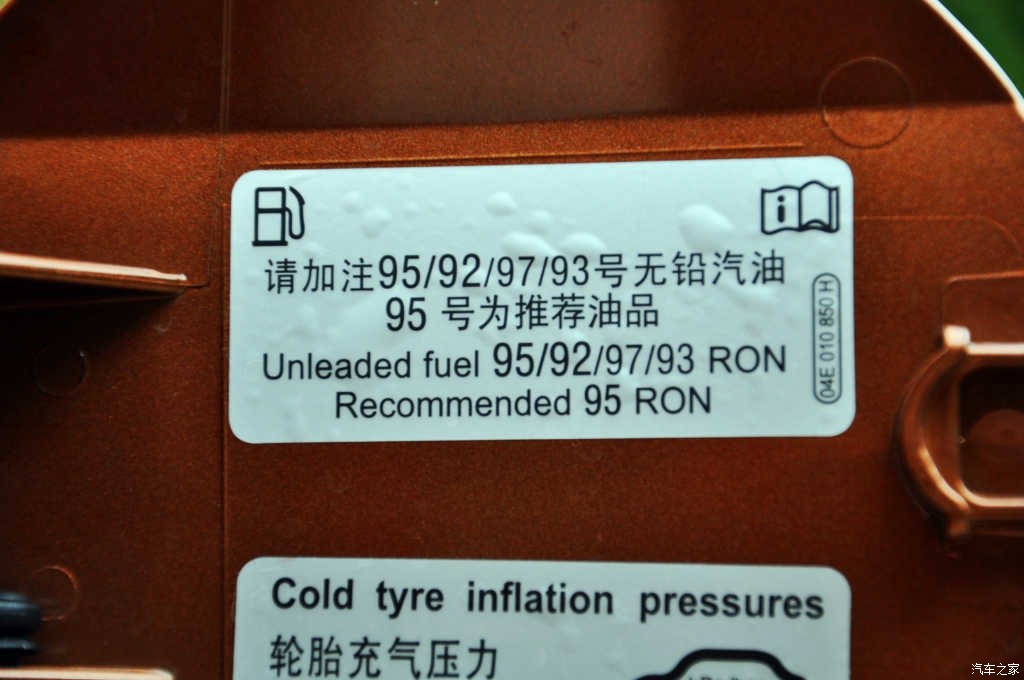 请加注95/92/97/93号无铅汽油
95 号为推荐油品
Unleaded fuel 95/92/97/93 RON
Recommended 95 RON
04E 010 850 H
Cold tyre inflation pressures
轮胎充气压力
汽车之家